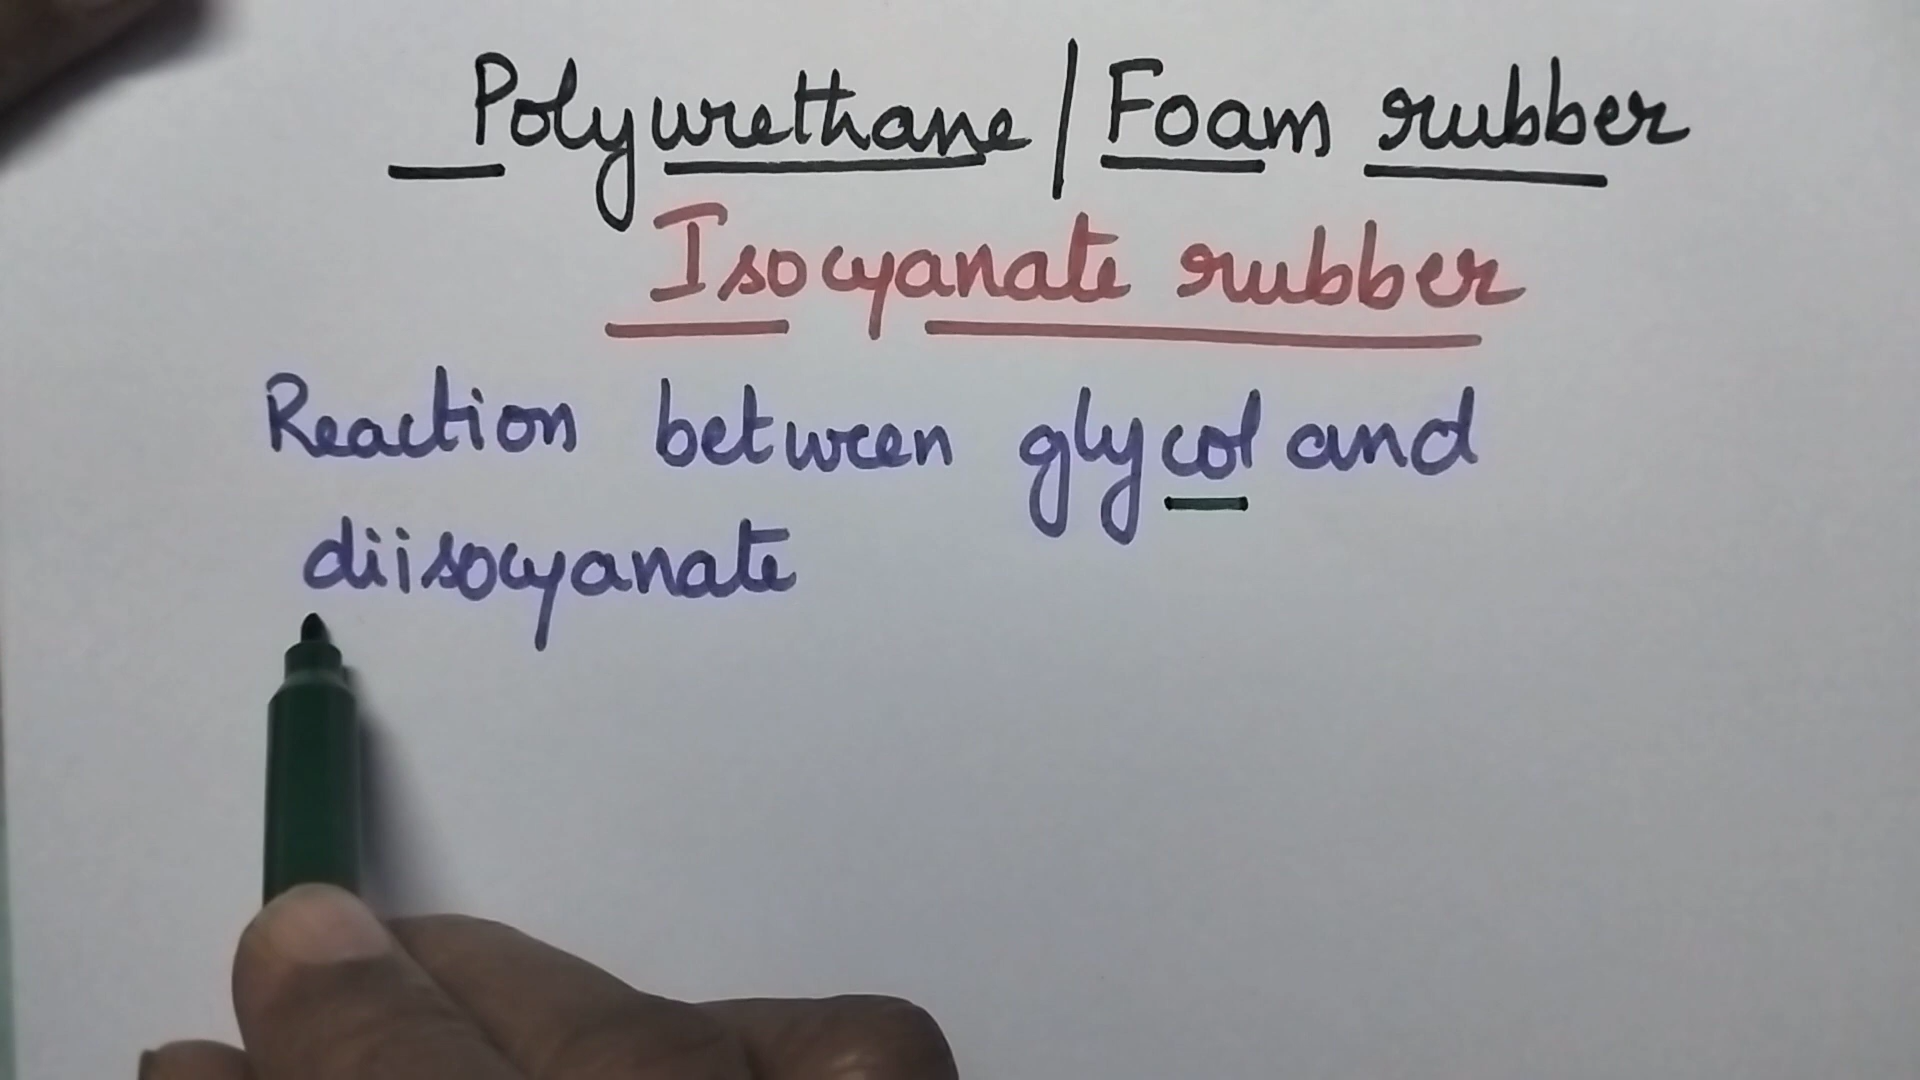 Polyurethane/Foam rubber
Isocyanate rubber
Reaction between glycol and
diisocyanate